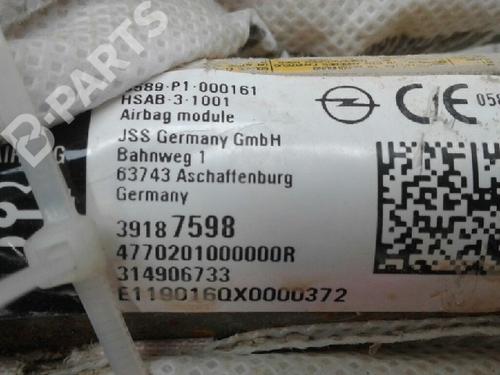 B-PARTS
0589-P1-000161
HSAB-3-1001
Airbag module
JSS Germany GmbH
Bahnweg 1
63743 Aschaffenburg
Germany
CE 058
39187598
4770201000000R
314906733
E119016QX0000372